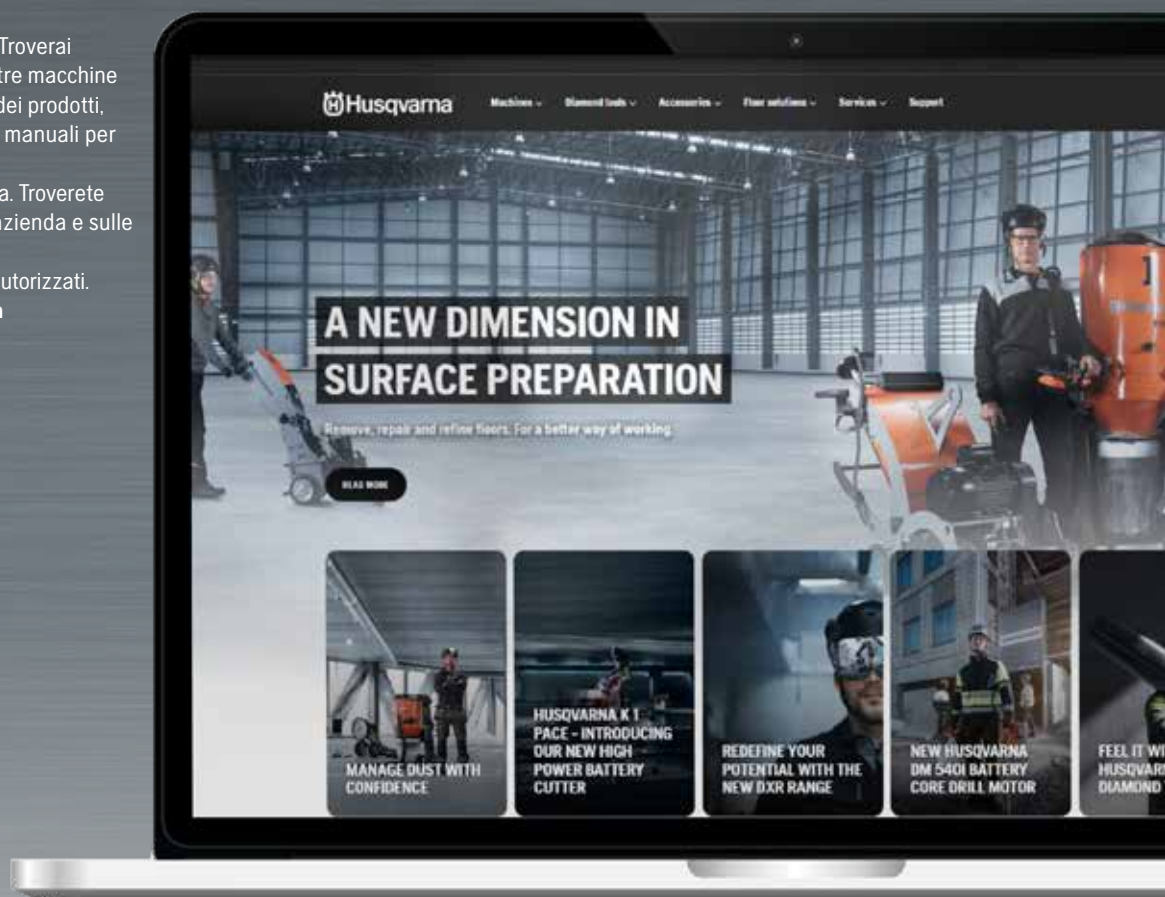 Troverai
tre macchine
dei prodotti,
manuali per
a. Troverete
azienda e sulle
utorizzati.
Husqvarna
Machines
Diamond tools
Accessories
Floor solutions
Services
Support
A NEW DIMENSION IN
SURFACE PREPARATION
Remove, repair and refine floors. For a better way of working.
READ MORE
MANAGE DUST WITH
CONFIDENCE
HUSQVARNA K 1
PACE - INTRODUCING
OUR NEW HIGH
POWER BATTERY
CUTTER
REDEFINE YOUR
POTENTIAL WITH THE
NEW DXR RANGE
NEW HUSQVARNA
DM 540I BATTERY
CORE DRILL MOTOR
FEEL IT WI
HUSQVAR
DIAMOND